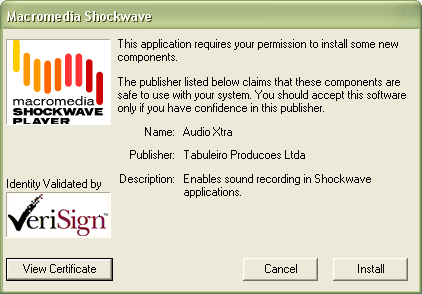 Macromedia Shockwave
This application requires your permission to install some new
components.
The publisher listed below claims that these components are
safe to use with your system. You should accept this software
only if you have confidence in this publisher.
macromedia
SHOCKWAVE
PLAYER
Name: Audio Xtra
Publisher: Tabuleiro Producoes Ltda
Description: Enables sound recording in Shockwave
applications.
Identity Validated by
VeriSign™
View Certificate
Cancel
Install